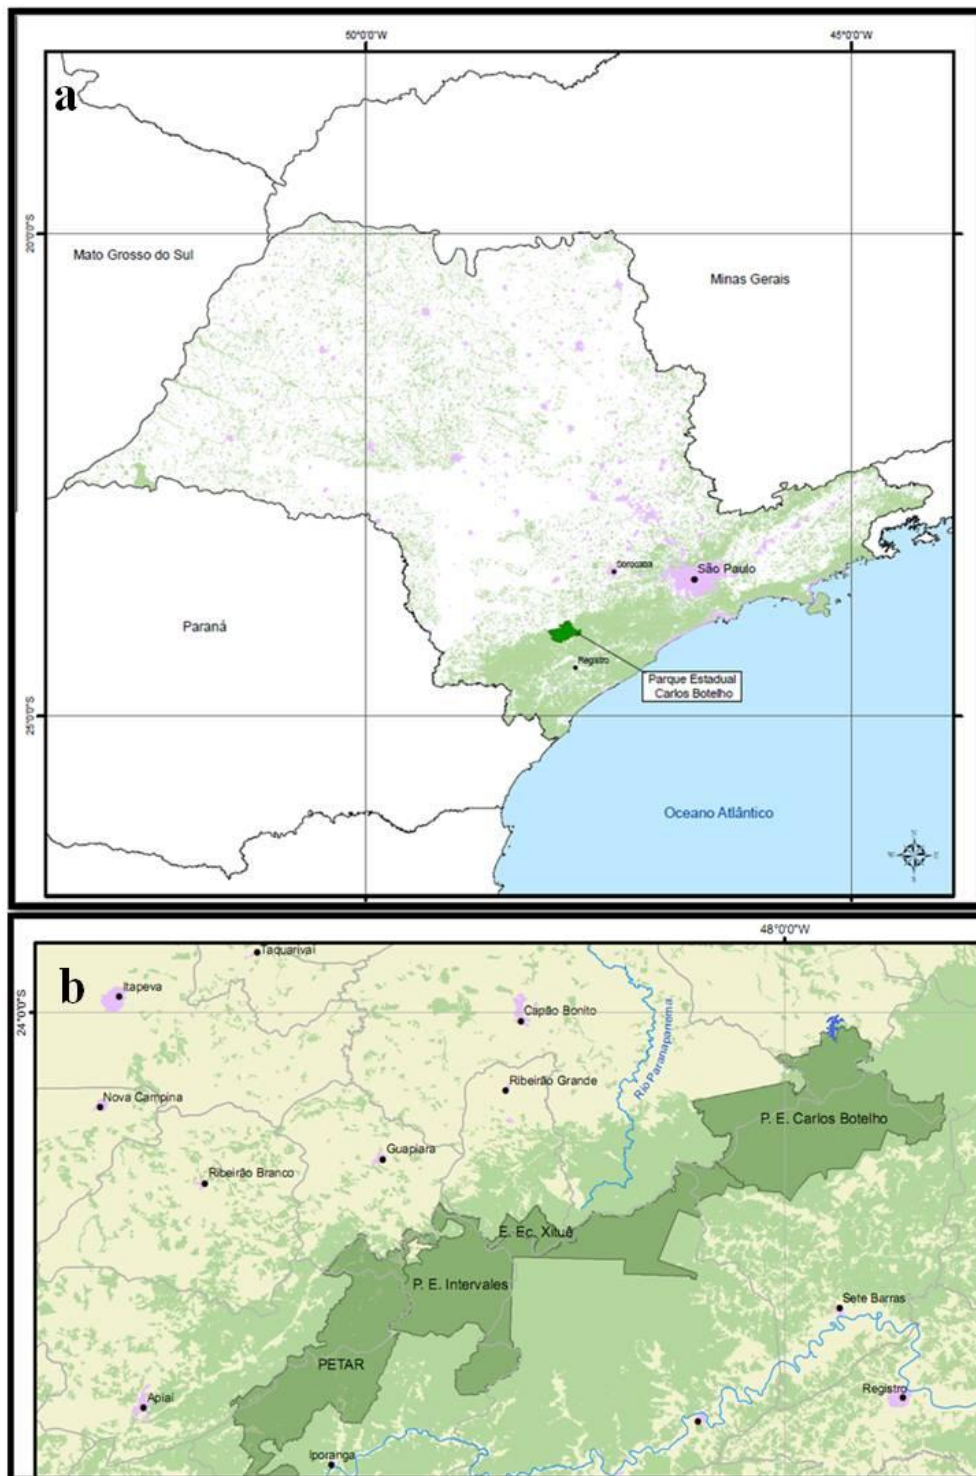 50°0'0"W
45°0'0"W
a
20°0'0"S
Mato Grosso do Sul
Minas Gerais
Sorocaba
São Paulo
Paraná
Registro
Parque Estadual
Carlos Botelho
25°0'0"S
Oceano Atlântico
N
W
E
S
48°0'0"W
b
Taquarivaí
Itapeva
24°0'0"S
Capão Bonito
Rio Paranapanema
Ribeirão Grande
Nova Campina
P. E. Carlos Botelho
Guapiara
Ribeirão Branco
E. Ec. Xituê
P. E. Intervales
Sete Barras
PETAR
Registro
Apiaí
Iporanga